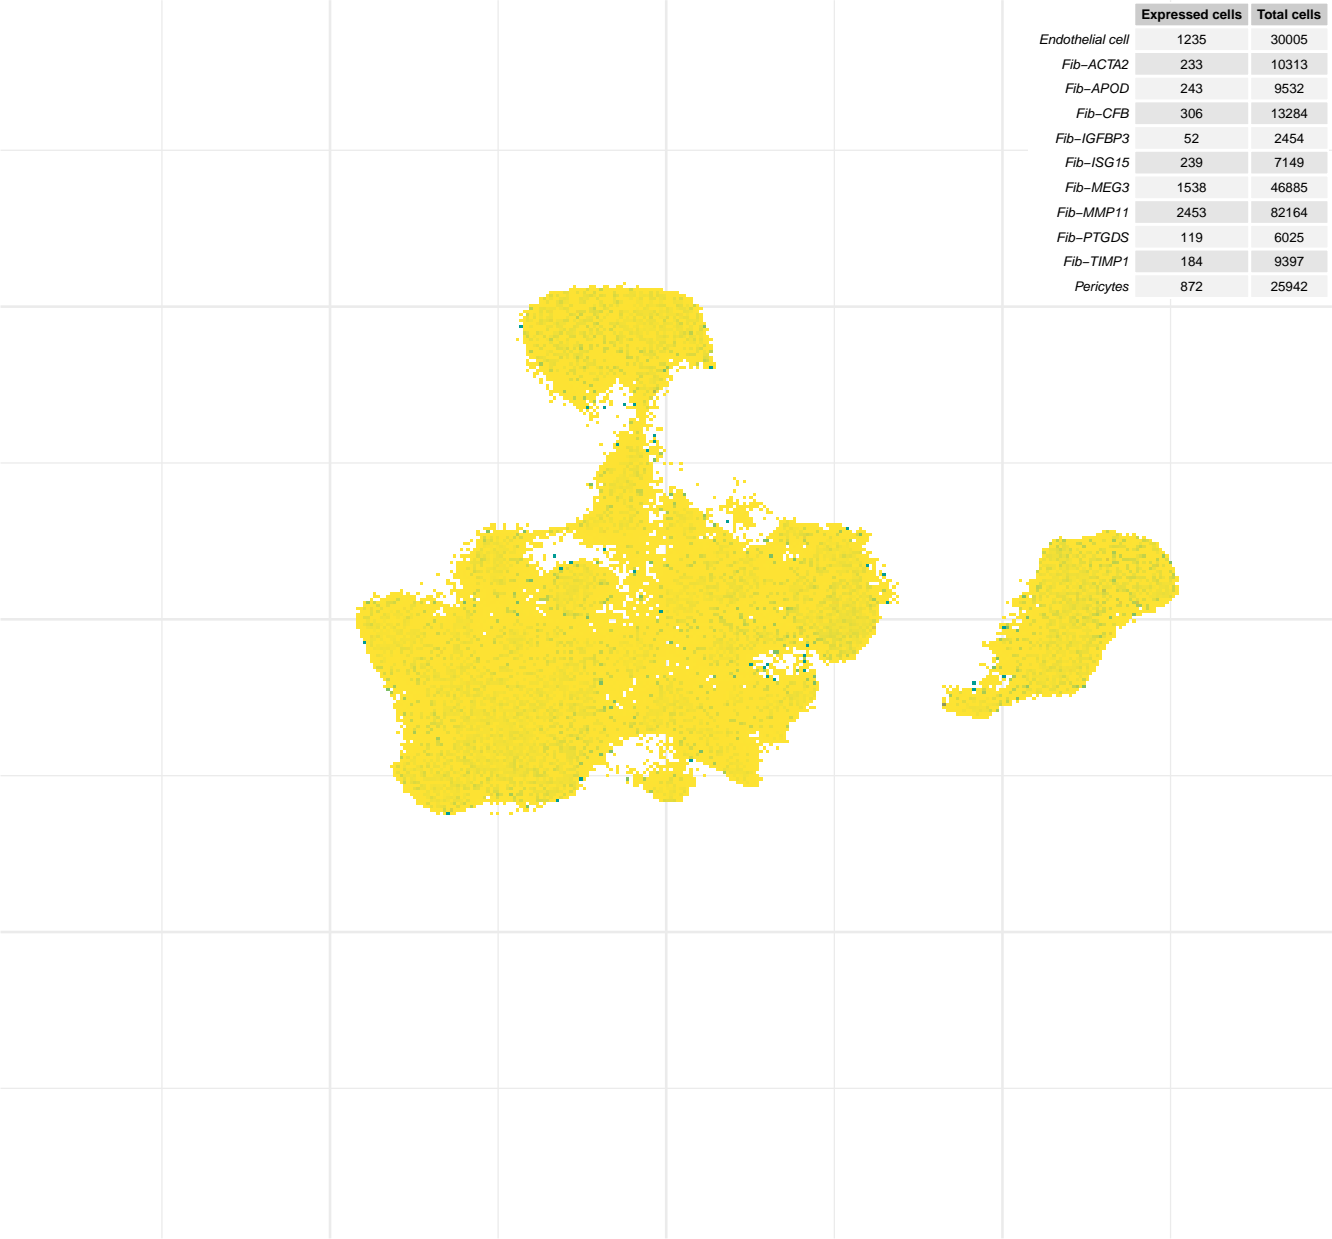 Expressed cells Total cells
Endothelial cell 1235 30005
Fib−ACTA2 233 10313
Fib−APOD 243 9532
Fib−CFB 306 13284
Fib−IGFBP3 52 2454
Fib−ISG15 239 7149
Fib−MEG3 1538 46885
Fib−MMP11 2453 82164
Fib−PTGDS 119 6025
Fib−TIMP1 184 9397
Pericytes 872 25942